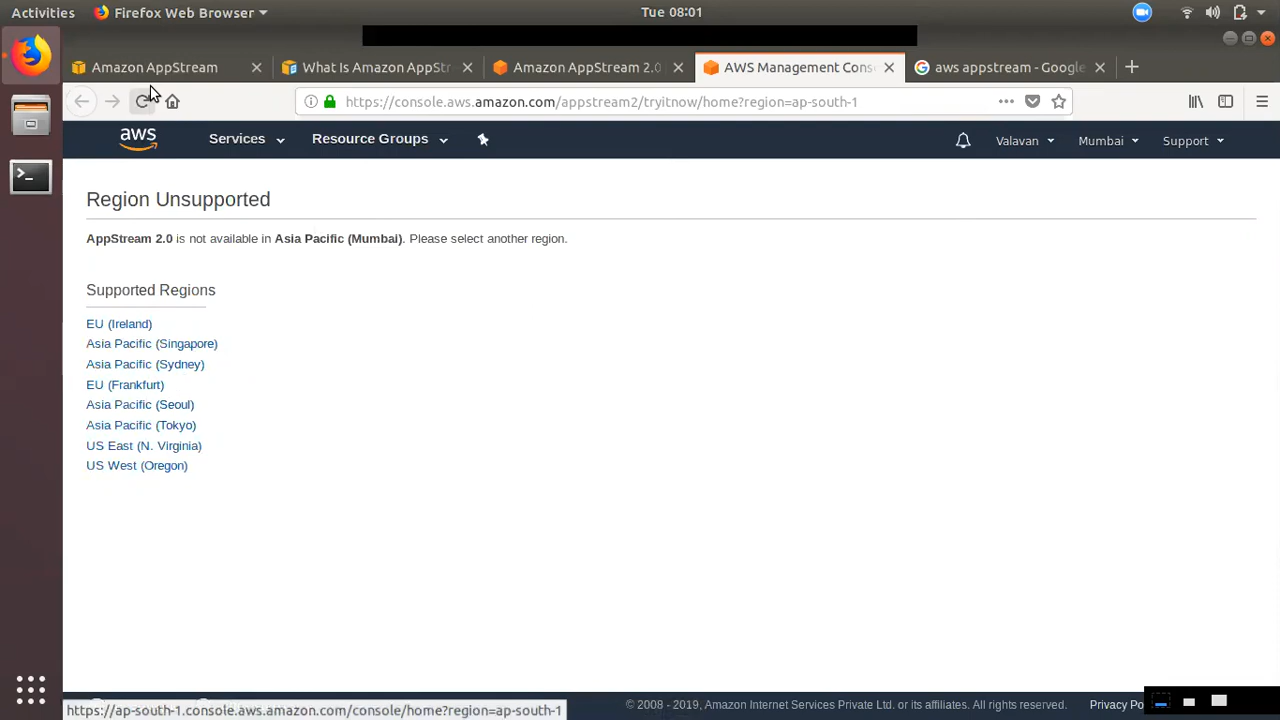 Activities Firefox Web Browser Tue 08:01
Amazon AppStream What Is Amazon AppStr Amazon AppStream 2.0 AWS Management Cons aws appstream - Google
https://console.aws.amazon.com/appstream2/tryitnow/home?region=ap-south-1
aws Services Resource Groups Valavan Mumbai Support
Region Unsupported
AppStream 2.0 is not available in Asia Pacific (Mumbai). Please select another region.
Supported Regions
EU (Ireland)
Asia Pacific (Singapore)
Asia Pacific (Sydney)
EU (Frankfurt)
Asia Pacific (Seoul)
Asia Pacific (Tokyo)
US East (N. Virginia)
US West (Oregon)
© 2008 - 2019, Amazon Internet Services Private Ltd. or its affiliates. All rights reserved. Privacy Po
https://ap-south-1.console.aws.amazon.com/console/home?region=ap-south-1